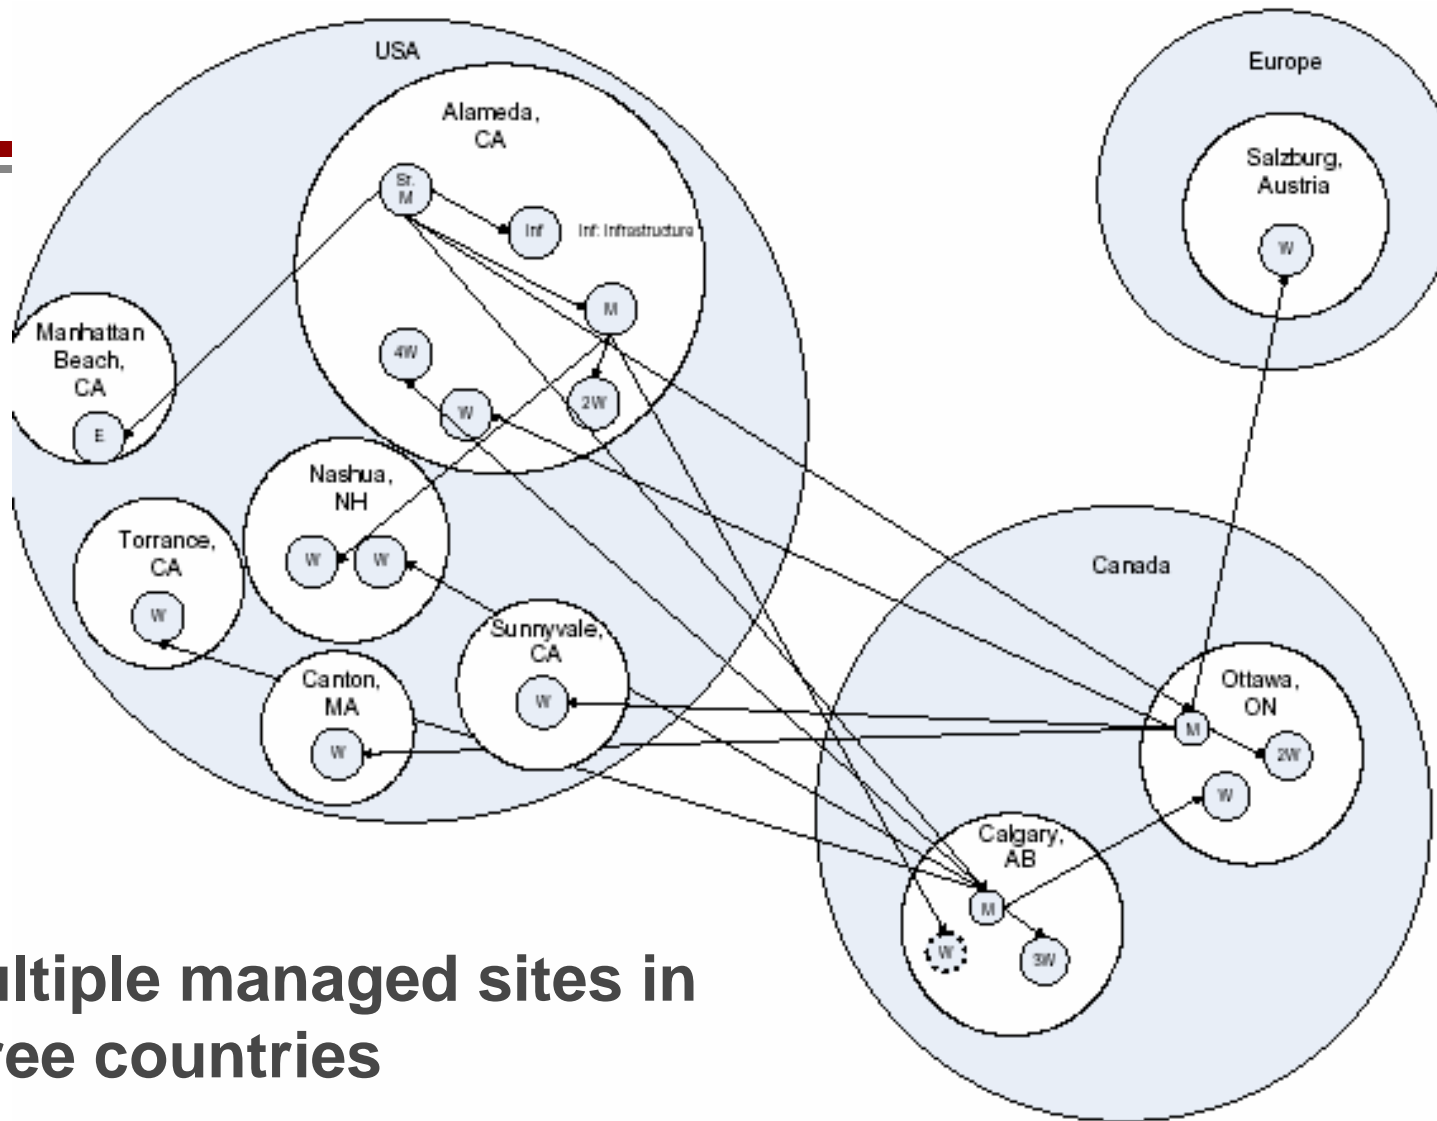 USA
Alameda,
CA
Sr.
M
Inf
Inf: Infrastructure
M
4W
W
2W
Manhattan
Beach,
CA
E
Nashua,
NH
W
W
Torrance,
CA
W
Sunnyvale,
CA
W
Canton,
MA
W
Europe
Salzburg,
Austria
W
Canada
Ottawa,
ON
M
2W
W
Calgary,
AB
M
W
3W
ultiple managed sites in
ree countries